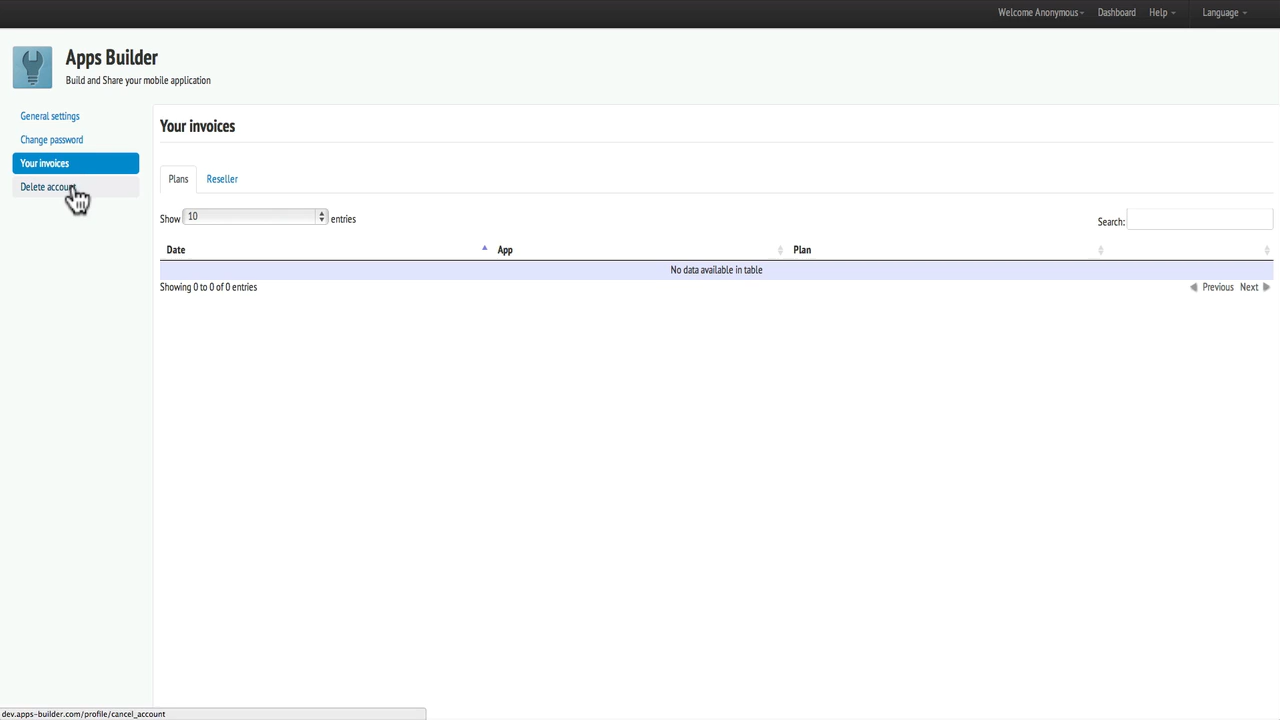 Welcome Anonymous Dashboard Help Language
Apps Builder
Build and Share your mobile application
General settings
Change password
Your invoices
Delete account
Your invoices
Plans Reseller
Show 10 entries
Search:
Date App Plan
No data available in table
Showing 0 to 0 of 0 entries
Previous Next
dev.apps-builder.com/profile/cancel_account